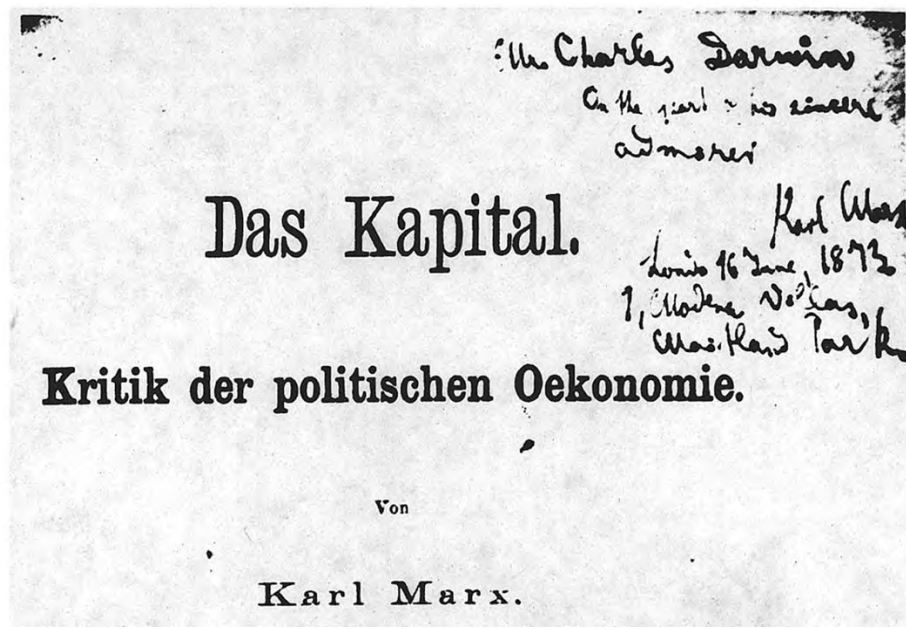 Mr. Charles Darwin
On the part of his sincere
admirer
Karl Marx
London 16 June, 1873
1, Modena Villas,
Maitland Park
Das Kapital.
Kritik der politischen Oekonomie.
Von
Karl Marx.